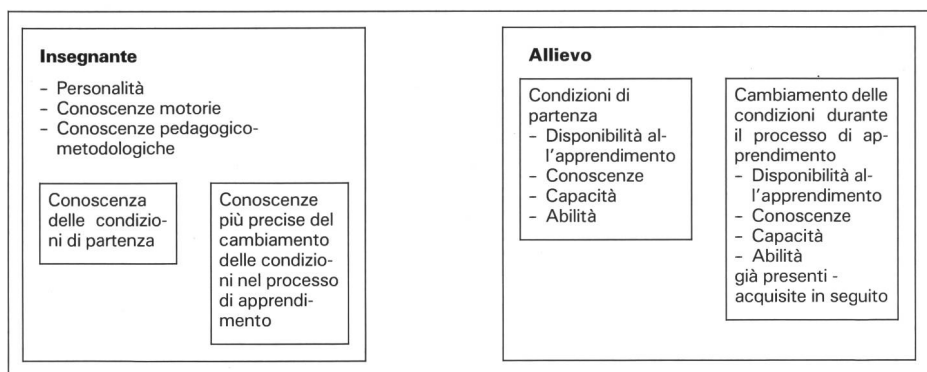 Insegnante
– Personalità
– Conoscenze motorie
– Conoscenze pedagogico-
metodologiche
Conoscenza
delle condizio-
ni di partenza
Conoscenze
più precise del
cambiamento
delle condizio-
ni nel processo
di apprendi-
mento
Allievo
Condizioni di
partenza
– Disponibilità al-
l'apprendimento
– Conoscenze
– Capacità
– Abilità
Cambiamento delle
condizioni durante
il processo di ap-
prendimento
– Disponibilità al-
l'apprendimento
– Conoscenze
– Capacità
– Abilità
già presenti -
acquisite in seguito